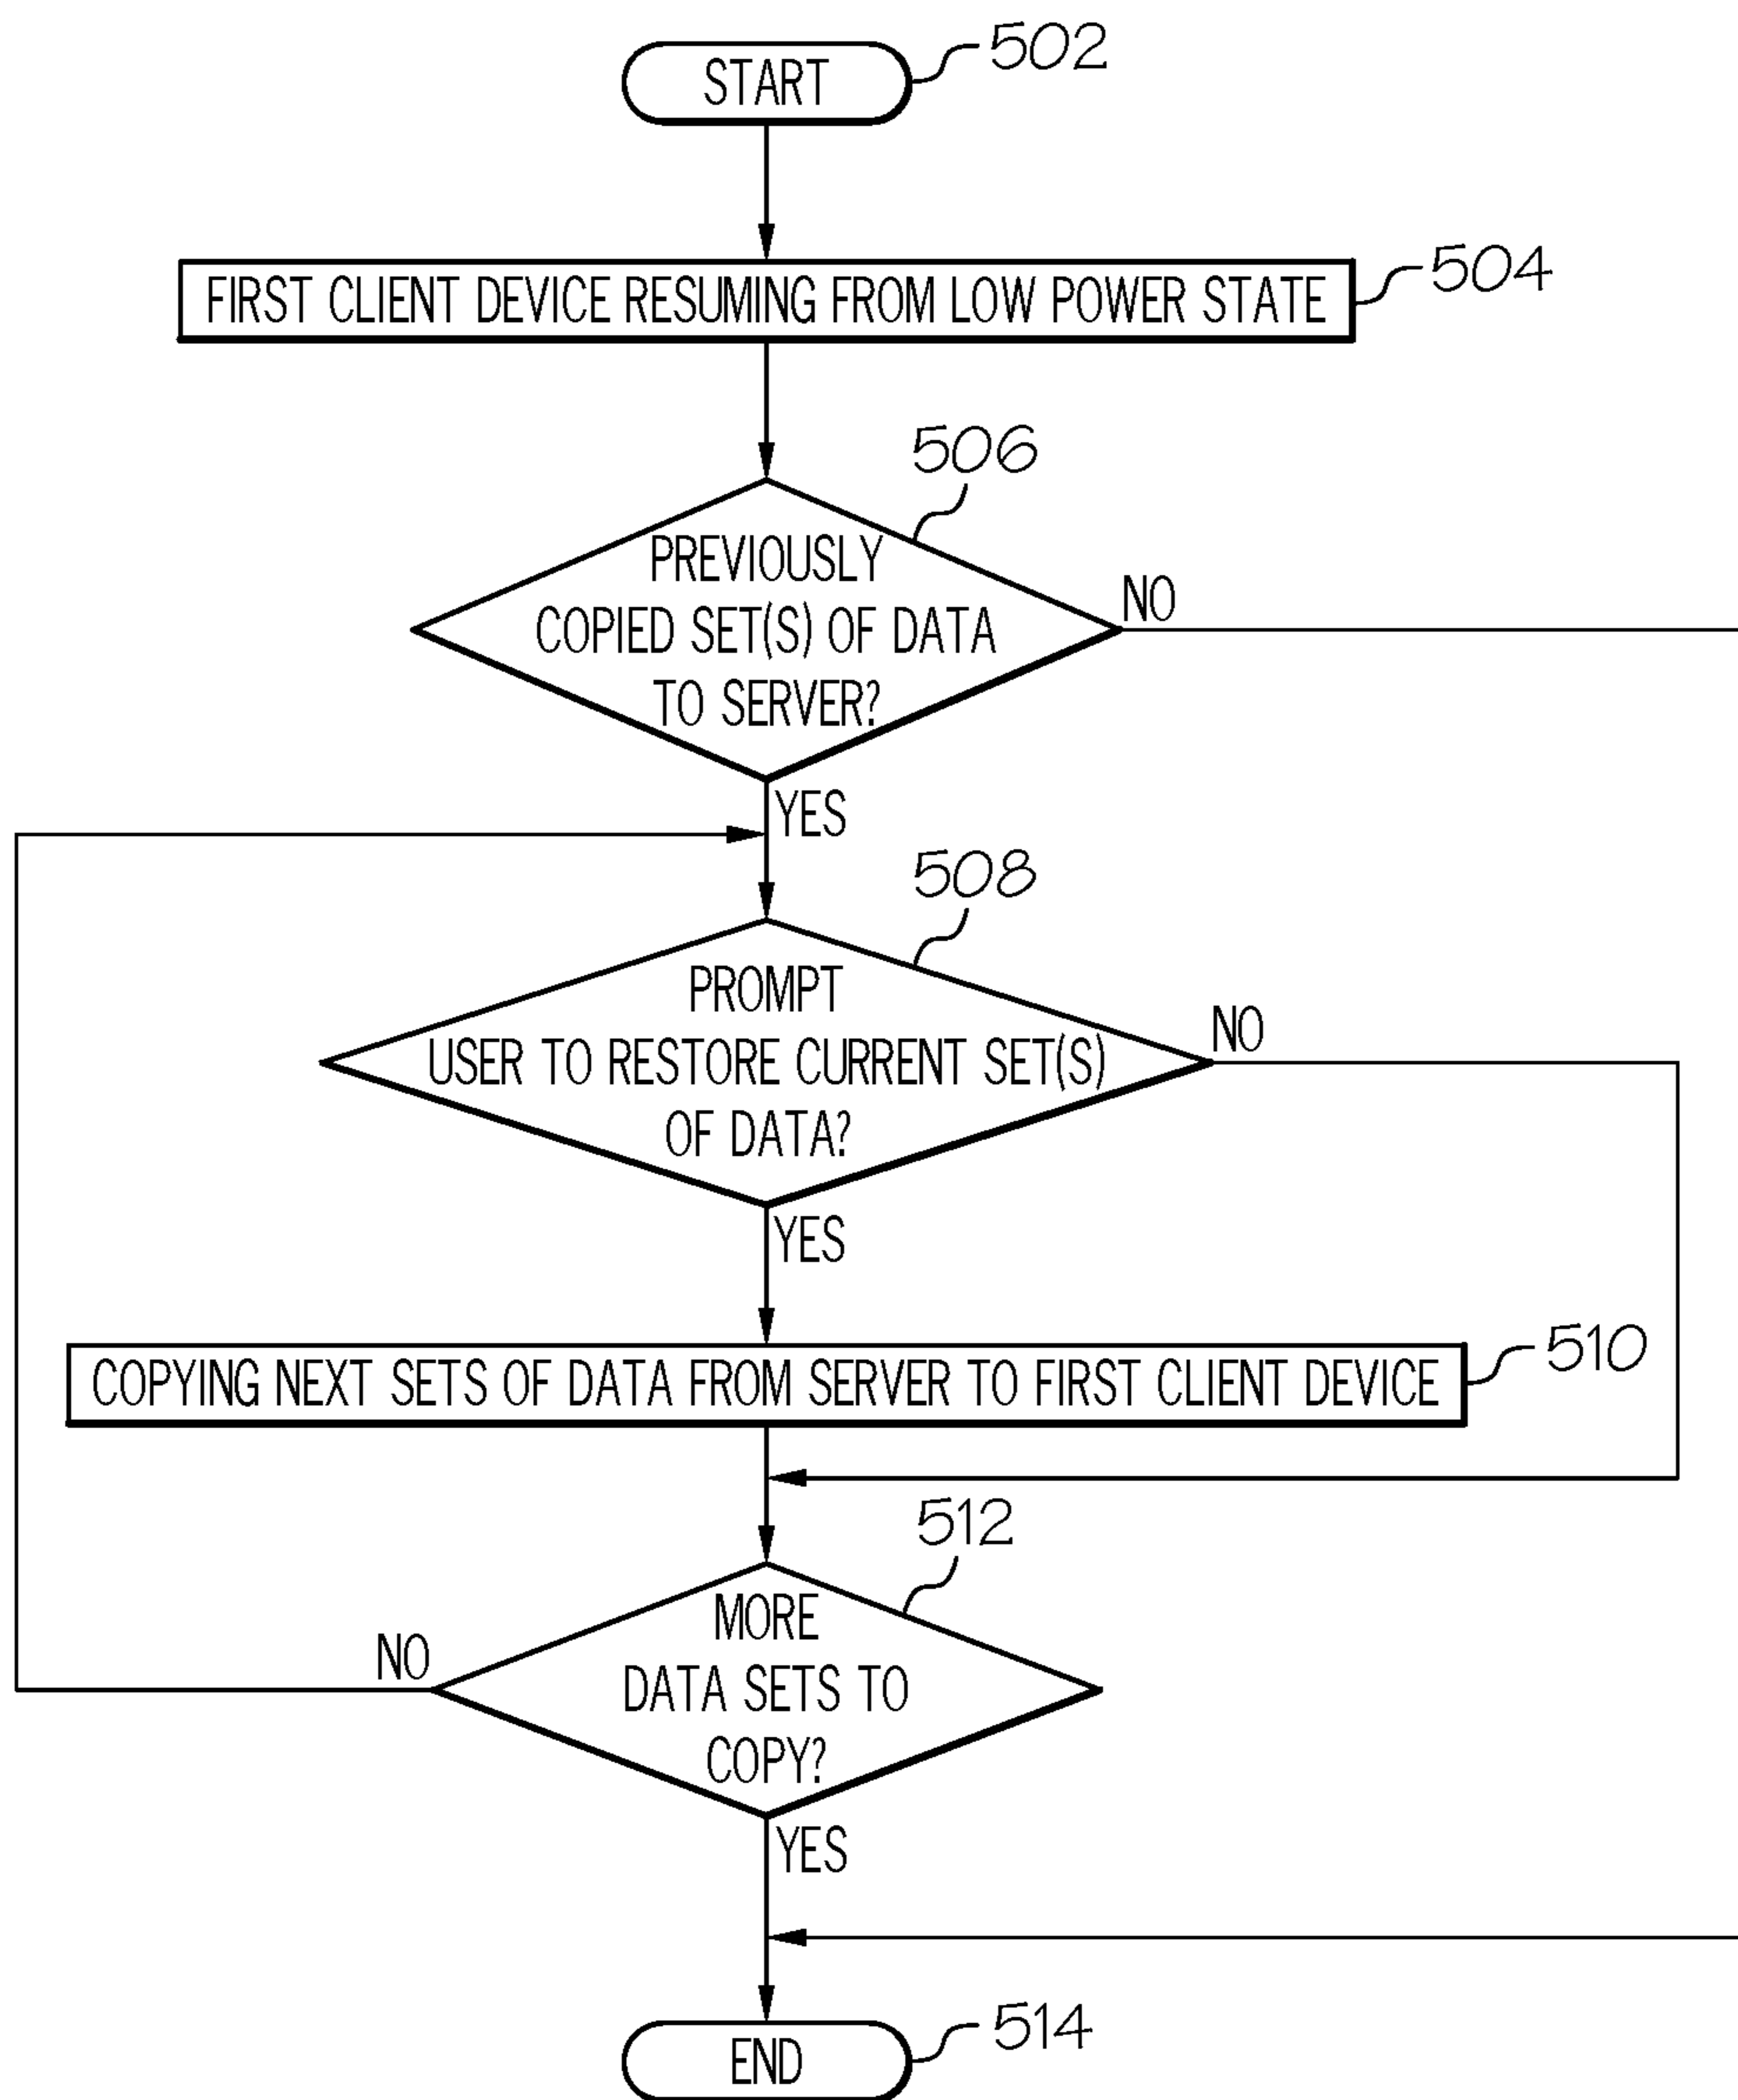 START
502
FIRST CLIENT DEVICE RESUMING FROM LOW POWER STATE
504
506
PREVIOUSLY
COPIED SET(S) OF DATA
TO SERVER?
NO
YES
508
PROMPT
USER TO RESTORE CURRENT SET(S)
OF DATA?
NO
YES
COPYING NEXT SETS OF DATA FROM SERVER TO FIRST CLIENT DEVICE
510
512
MORE
DATA SETS TO
COPY?
NO
YES
END
514